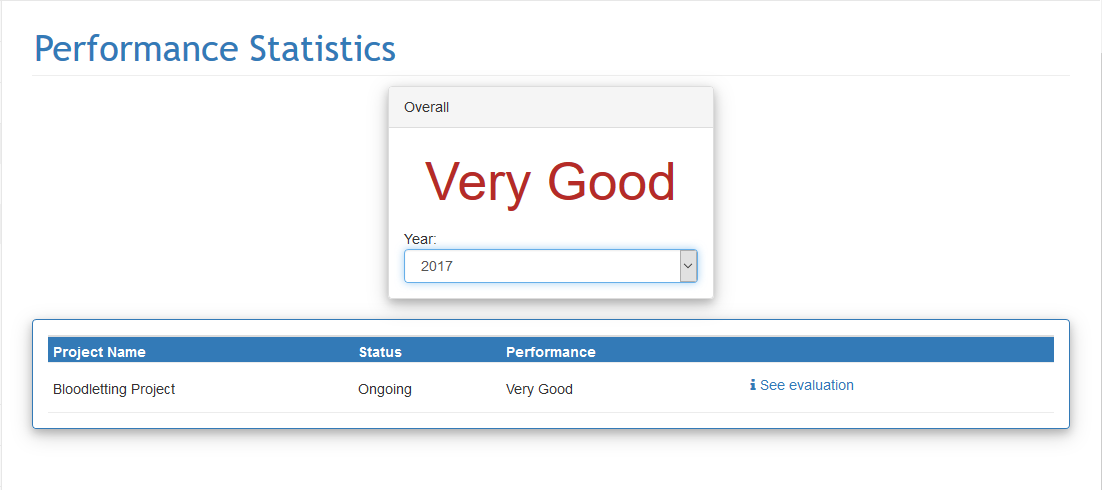 Performance Statistics
Overall
Very Good
Year:
2017
Project Name Status Performance
Bloodletting Project Ongoing Very Good See evaluation